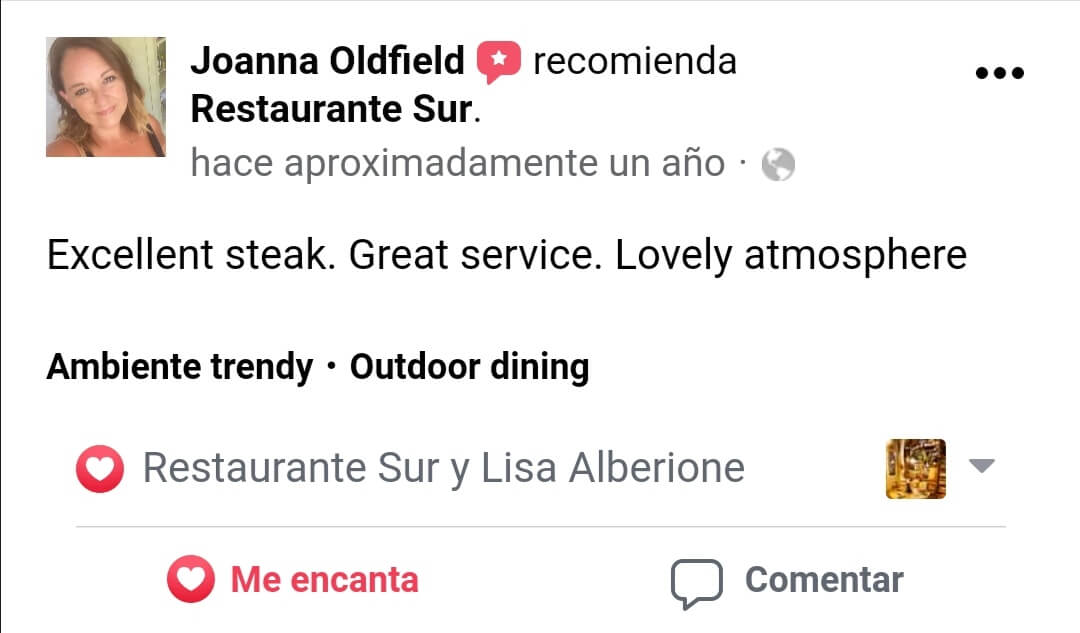 Joanna Oldfield recomienda
Restaurante Sur.
hace aproximadamente un año ·
Excellent steak. Great service. Lovely atmosphere
Ambiente trendy · Outdoor dining
Restaurante Sur y Lisa Alberione
Me encanta Comentar